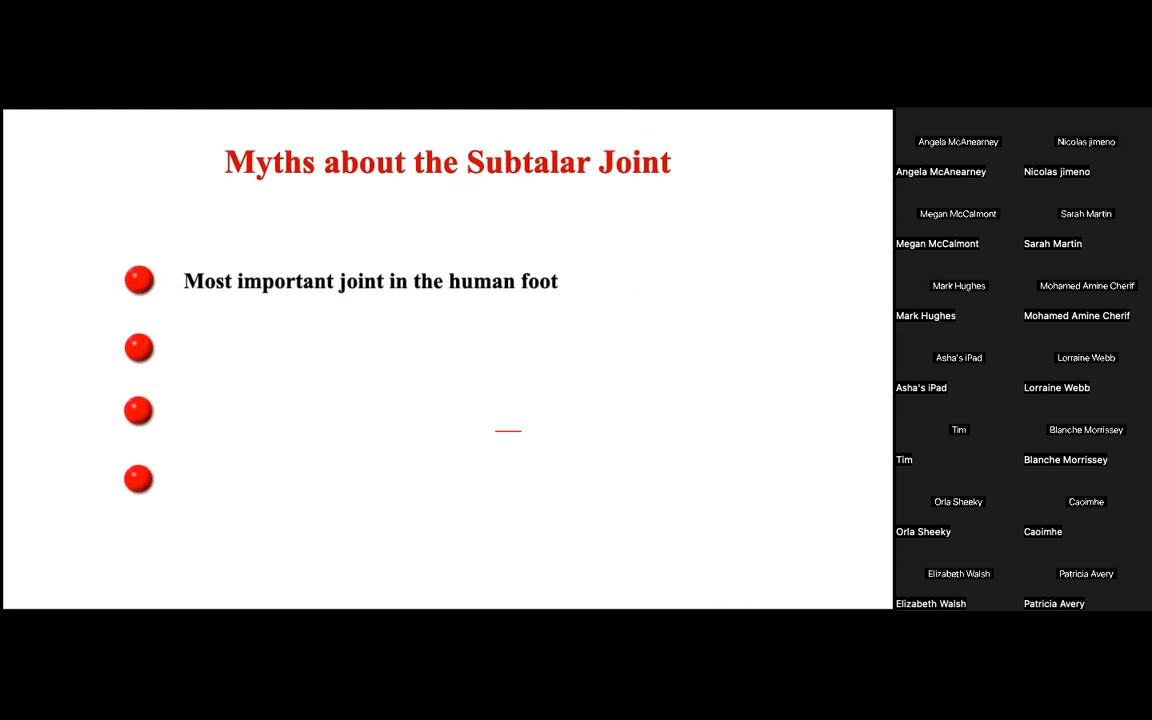 Myths about the Subtalar Joint
Most important joint in the human foot
Angela McAnearney
Nicolas jimeno
Angela McAnearney
Nicolas jimeno
Megan McCalmont
Sarah Martin
Megan McCalmont
Sarah Martin
Mark Hughes
Mohamed Amine Cherif
Mark Hughes
Mohamed Amine Cherif
Asha's iPad
Lorraine Webb
Asha's iPad
Lorraine Webb
Tim
Blanche Morrissey
Tim
Blanche Morrissey
Orla Sheeky
Caoimhe
Orla Sheeky
Caoimhe
Elizabeth Walsh
Patricia Avery
Elizabeth Walsh
Patricia Avery